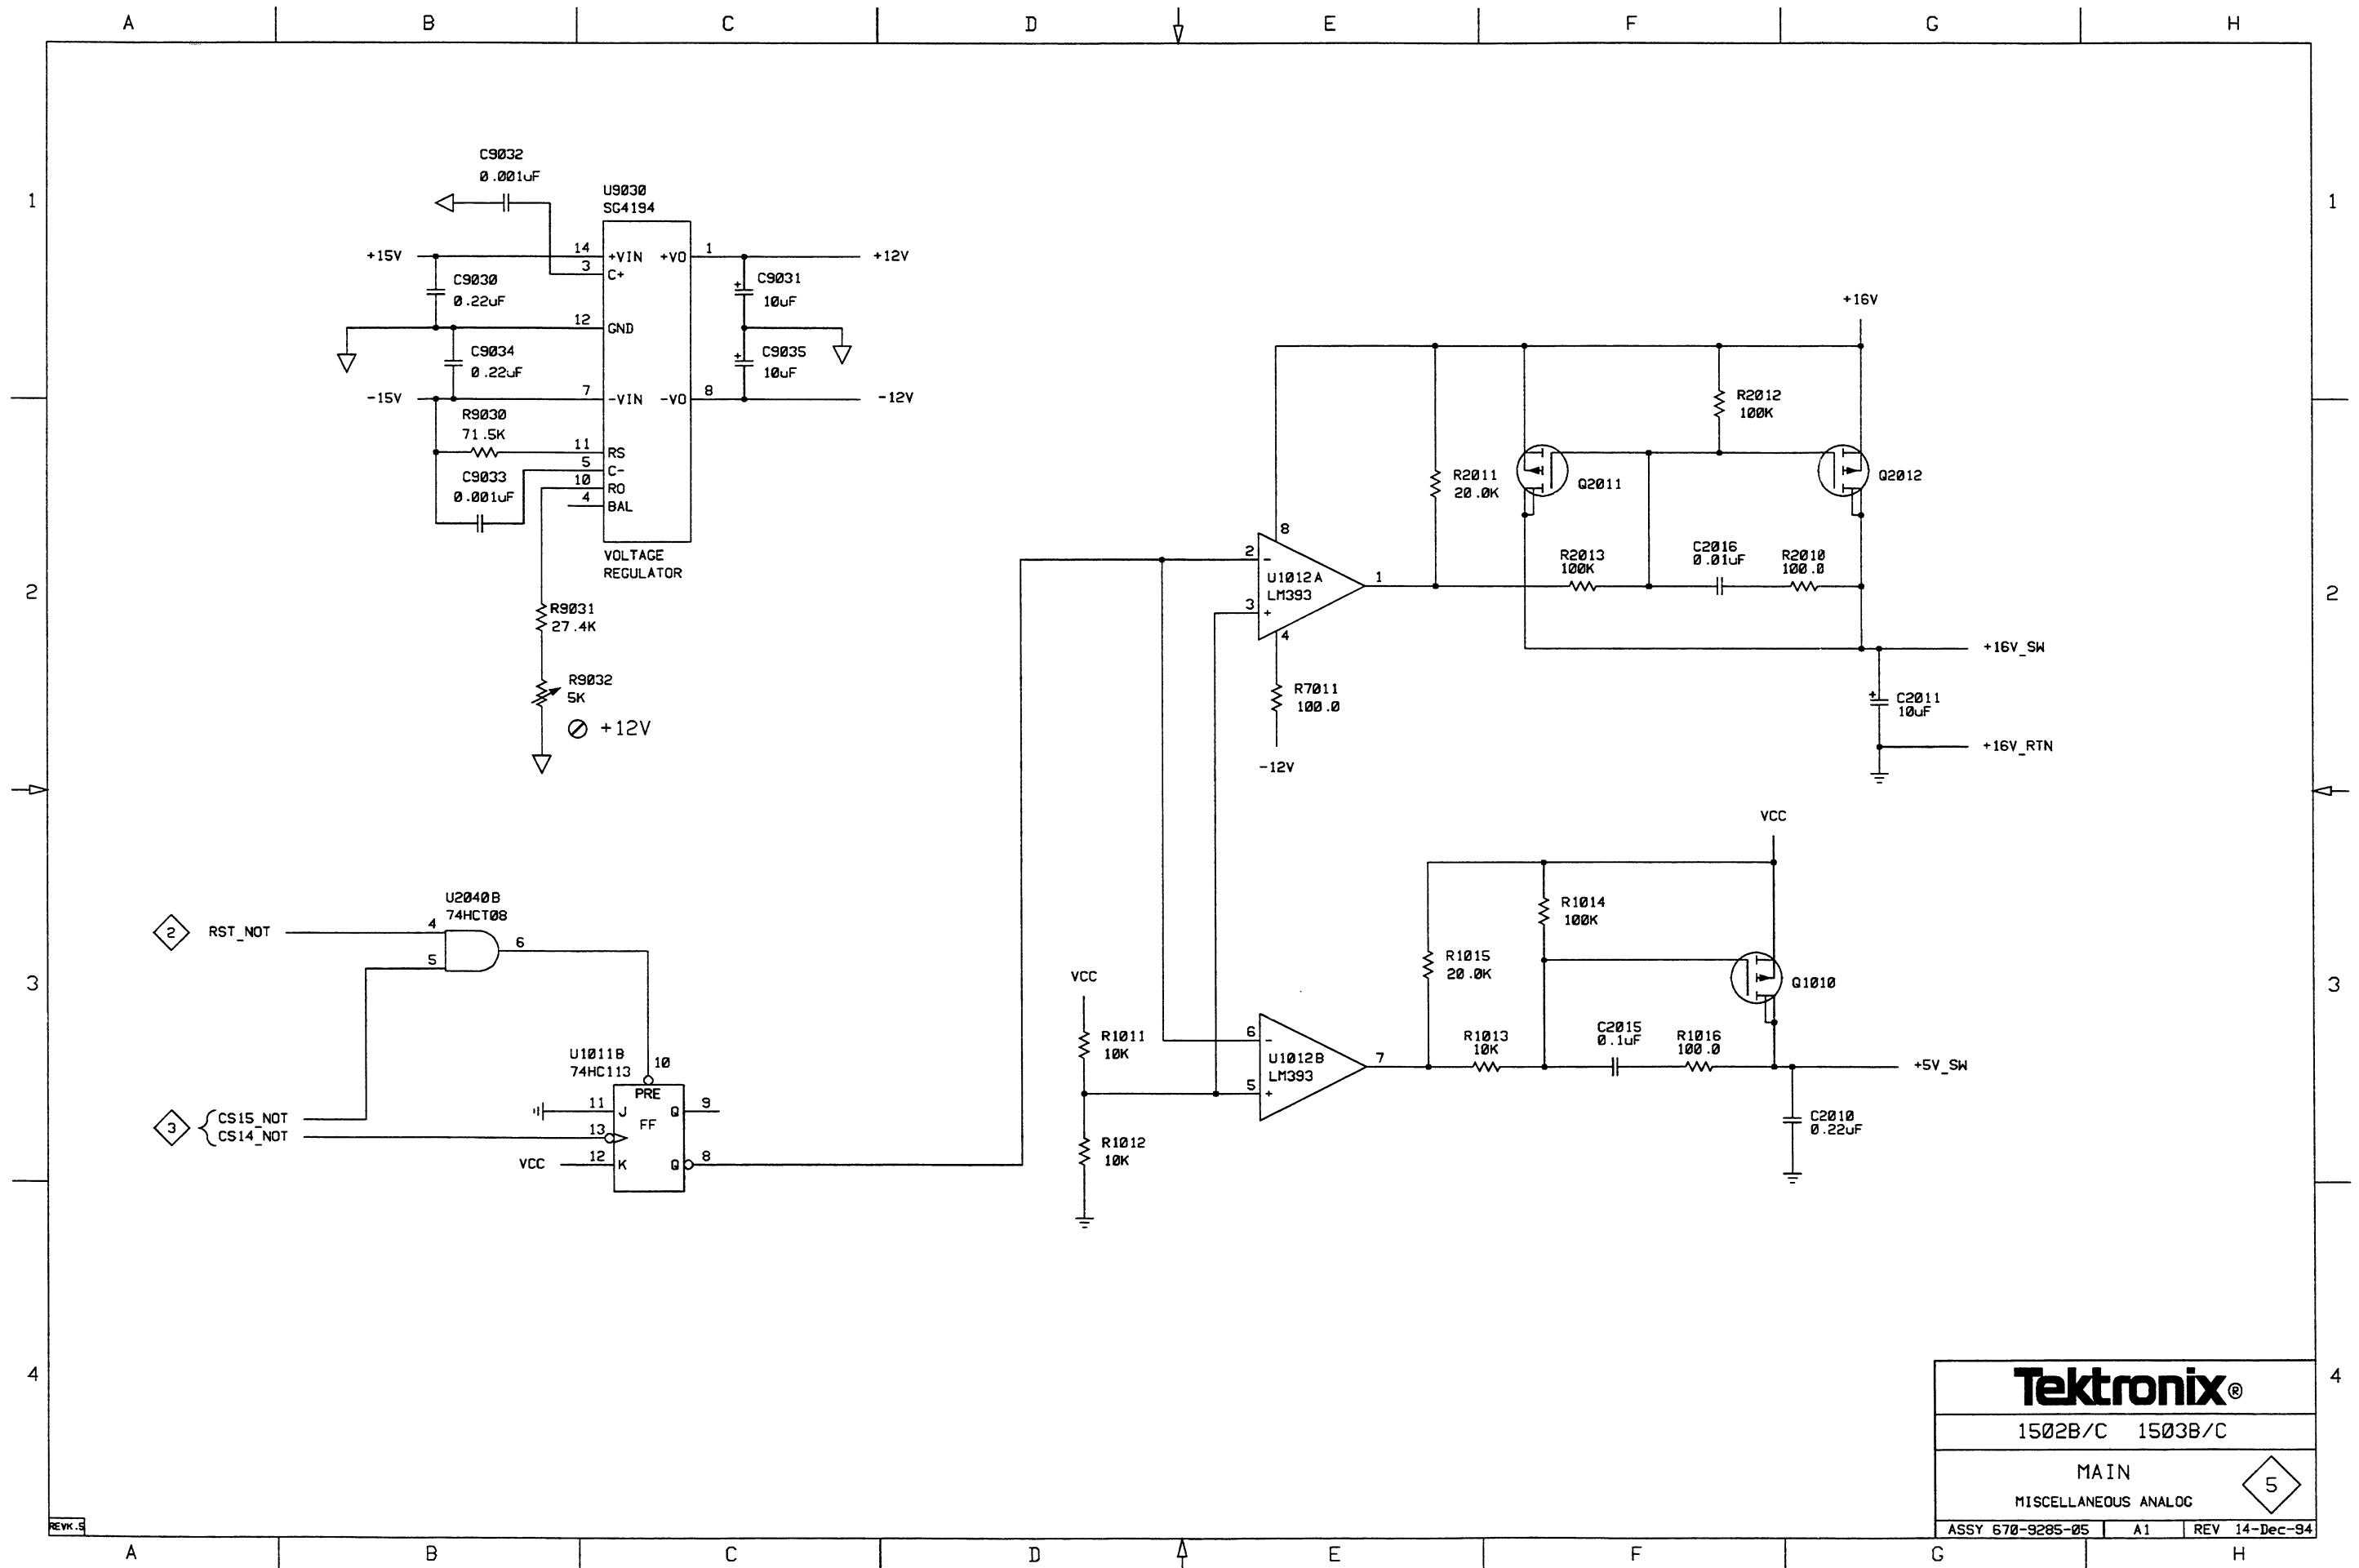 A B C D E F G H
1
1
2
2
3
3
4
4
C9032
0.001uF
U9030
SG4194
+15V
14
+VIN
+VO
1
+12V
3
C+
C9030
0.22uF
C9031
+
10uF
12
GND
C9034
0.22uF
C9035
+
10uF
-15V
7
-VIN
-VO
8
-12V
R9030
71.5K
11
RS
5
C-
C9033
0.001uF
10
RO
4
BAL
VOLTAGE
REGULATOR
R9031
27.4K
R9032
5K
+12V
+16V
R2012
100K
R2011
20.0K
Q2011
Q2012
8
2
-
U1012A
LM393
1
3
+
4
R2013
100K
C2016
0.01uF
R2010
100.0
+16V_SW
R7011
100.0
-12V
+
C2011
10uF
+16V_RTN
U2040B
74HCT08
2
RST_NOT
4
5
6
U1011B
74HC113
10
PRE
11
J
Q
9
FF
3
CS15_NOT
CS14_NOT
13
VCC
12
K
Q
8
VCC
R1011
10K
R1012
10K
6
-
U1012B
LM393
7
5
+
VCC
R1014
100K
R1015
20.0K
Q1010
R1013
10K
C2015
0.1uF
R1016
100.0
+5V_SW
C2010
0.22uF
Tektronix®
1502B/C 1503B/C
MAIN
MISCELLANEOUS ANALOG
5
ASSY 670-9285-05 A1 REV 14-Dec-94
REVK.5
A B C D E F G H